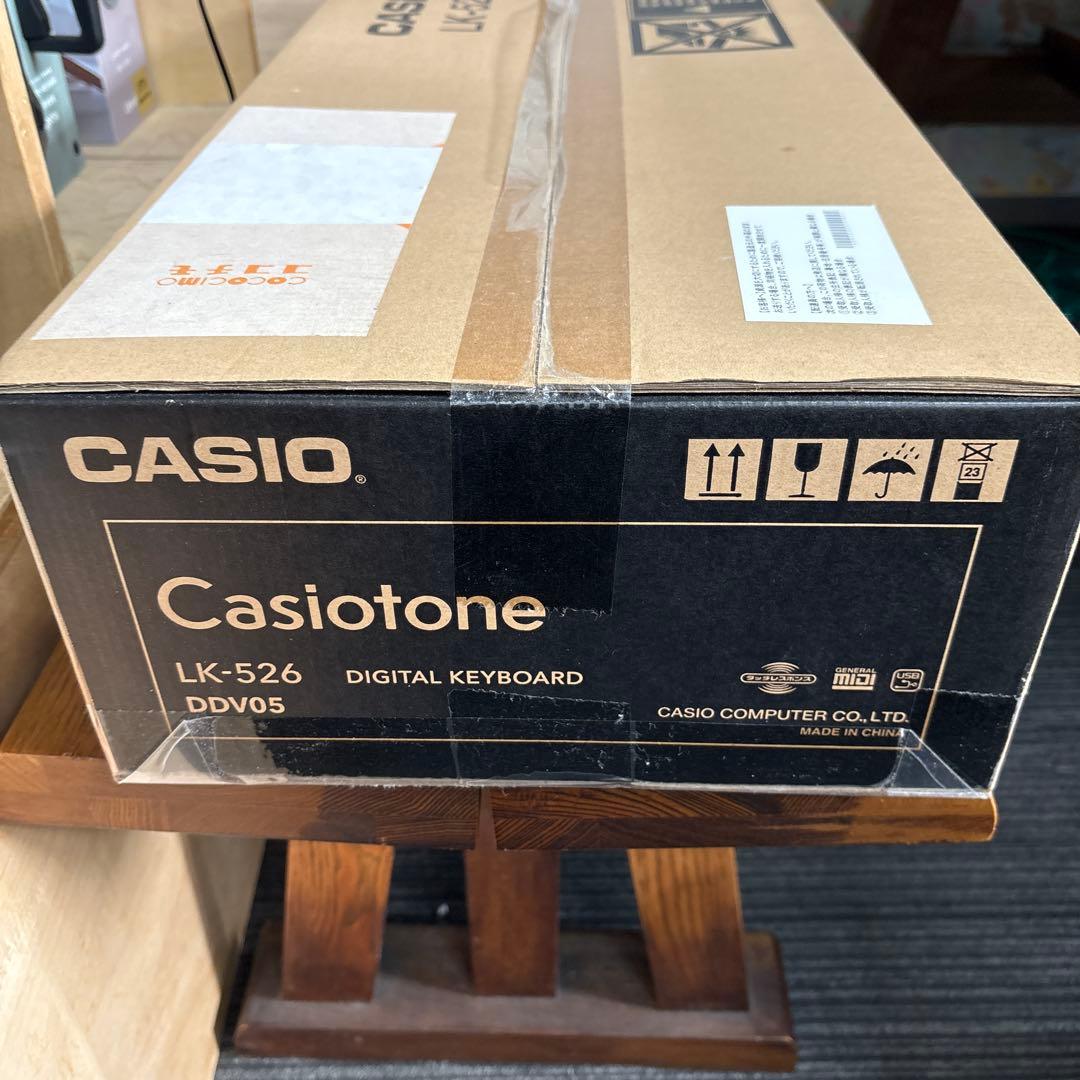 CASIO
LK-526
COCOCIMO
ココチモ
CASIO®
23
Casiotone
LK-526 DIGITAL KEYBOARD
DDV05
タッチレスポンス
GENERAL
MIDI
USB
CASIO COMPUTER CO., LTD.
MADE IN CHINA